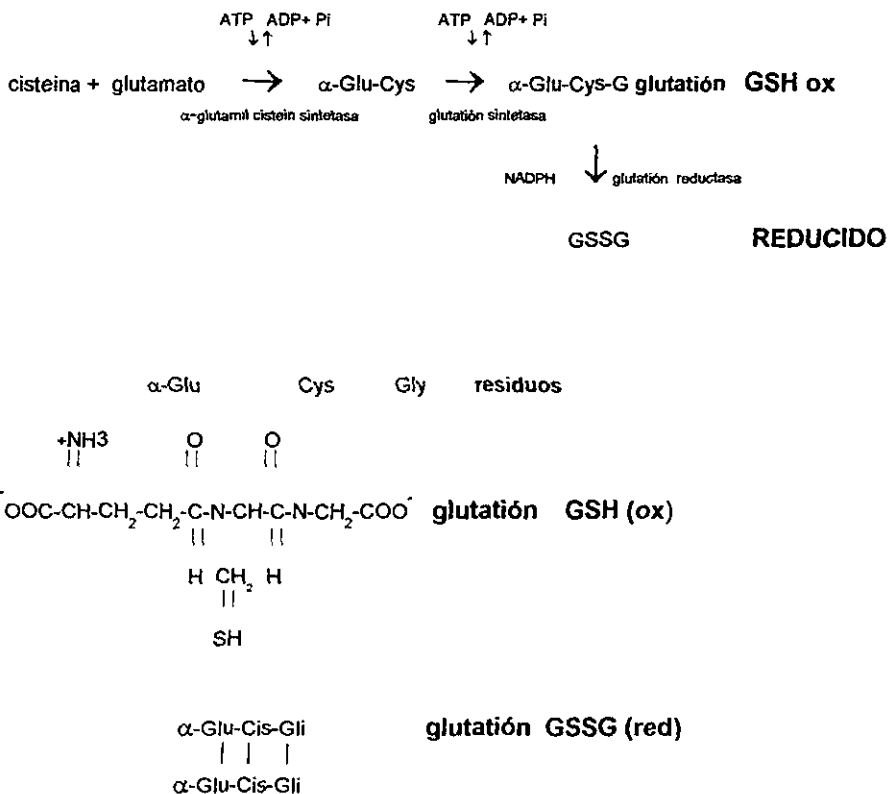 ATP ADP+ Pi ATP ADP+ Pi
↓↑ ↓↑
cisteina + glutamato → α-Glu-Cys → α-Glu-Cys-G glutatión GSH ox
α-glutamil cistein sintetasa glutatión sintetasa
NADPH ↓ glutatión reductasa
GSSG REDUCIDO
α-Glu Cys Gly residuos
+NH3 O O
|| || ||
-OOC-CH-CH2-CH2-C-N-CH-C-N-CH2-COO- glutatión GSH (ox)
|| ||
H CH2 H
||
SH
α-Glu-Cis-Gli glutatión GSSG (red)
| | |
α-Glu-Cis-Gli